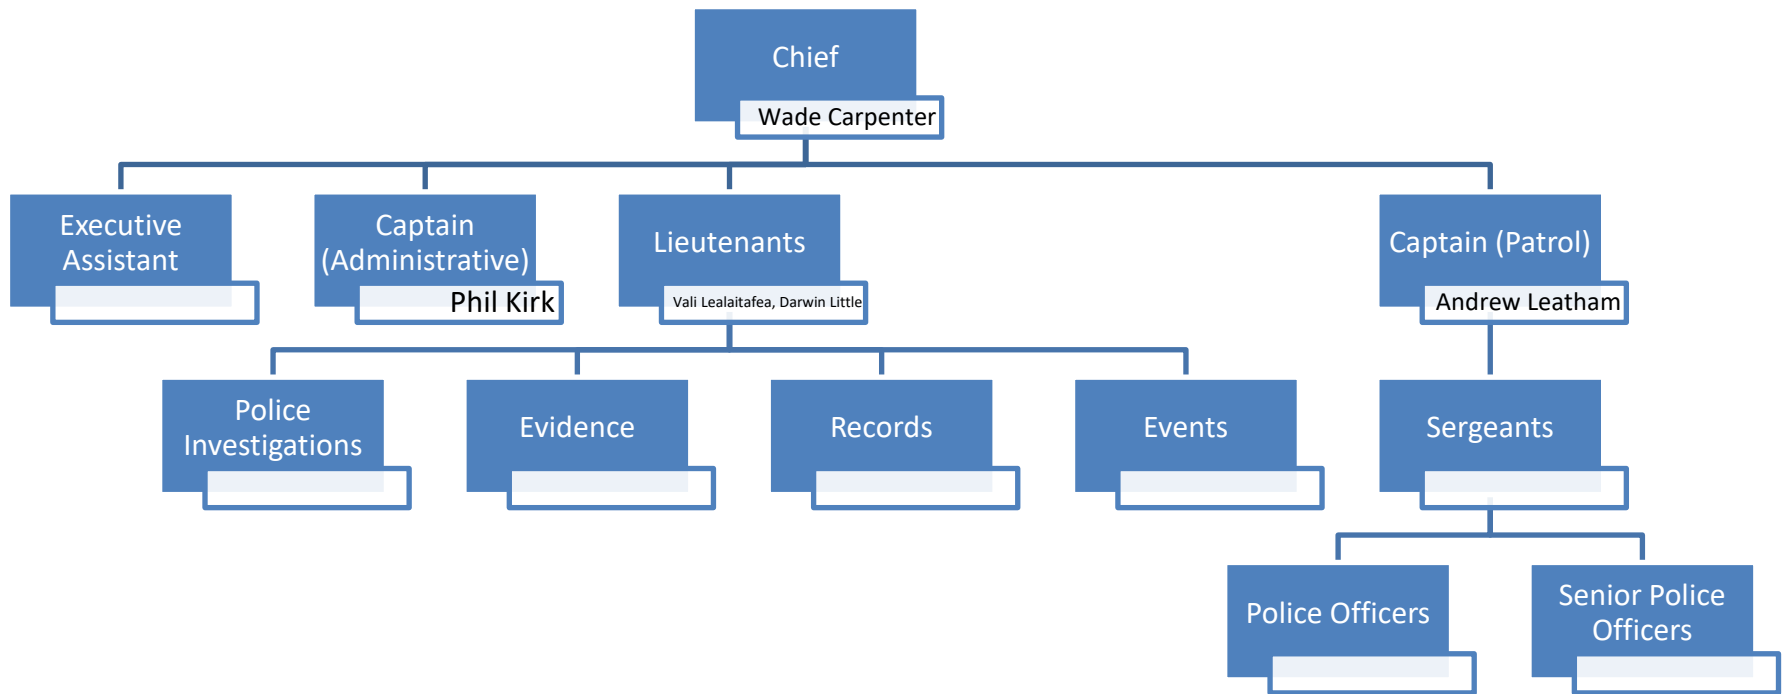 Chief
Wade Carpenter
Executive
Assistant
Captain
(Administrative)
Phil Kirk
Lieutenants
Vali Lealaitafea, Darwin Little
Captain (Patrol)
Andrew Leatham
Police
Investigations
Evidence
Records
Events
Sergeants
Police Officers
Senior Police
Officers